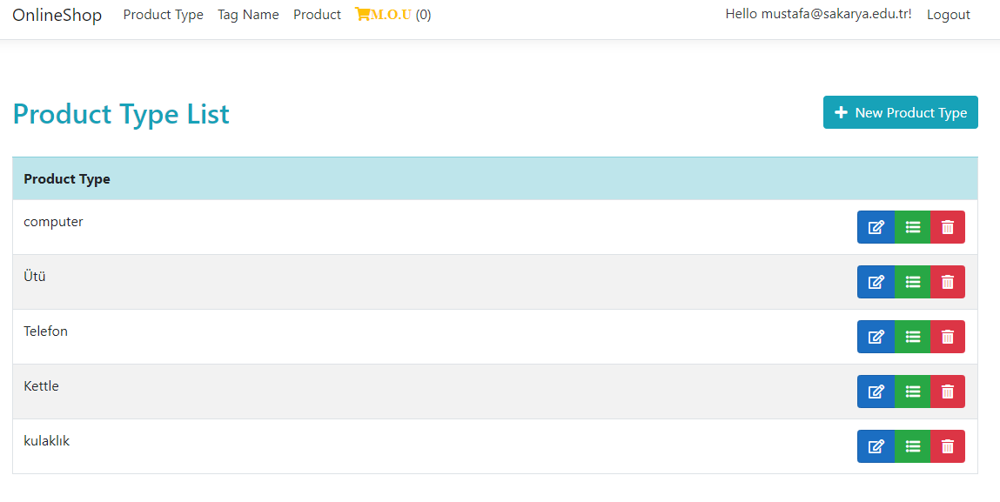 OnlineShop Product Type Tag Name Product M.O.U (0) Hello mustafa@sakarya.edu.tr! Logout
Product Type List
New Product Type
Product Type
computer
Ütü
Telefon
Kettle
kulaklık